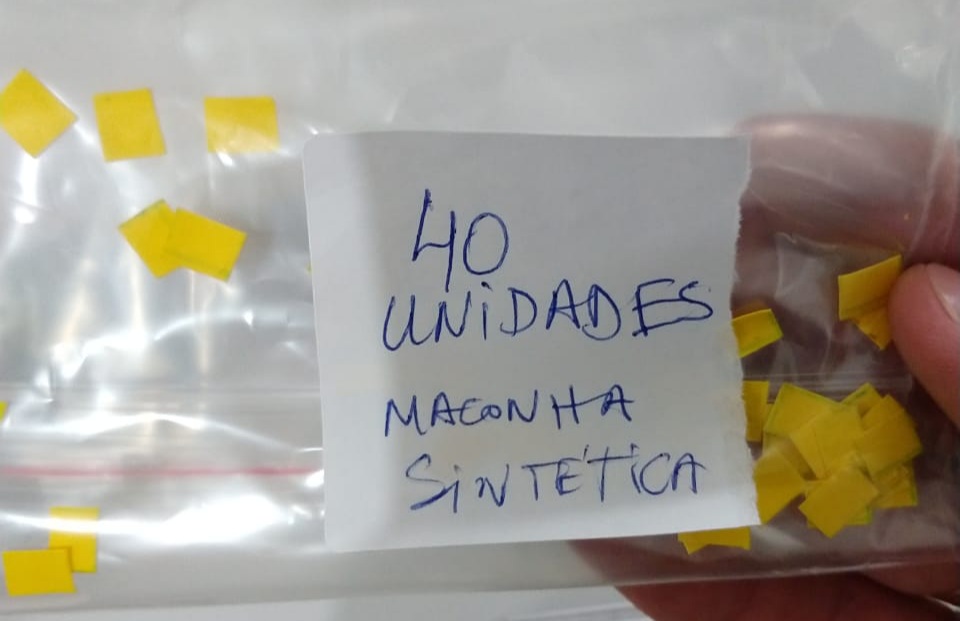 40
UNIDADES
MACONHA
SINTÉTICA